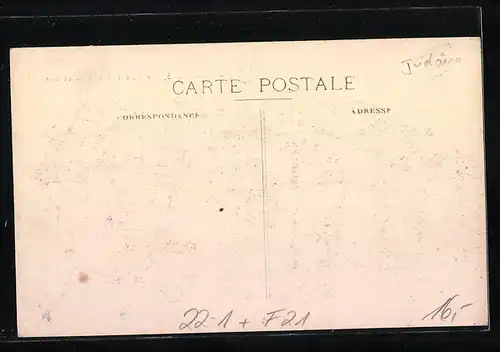 Judaica
CARTE POSTALE
CORRESPONDANCE
ADRESSE
22-1 + F21
16,-